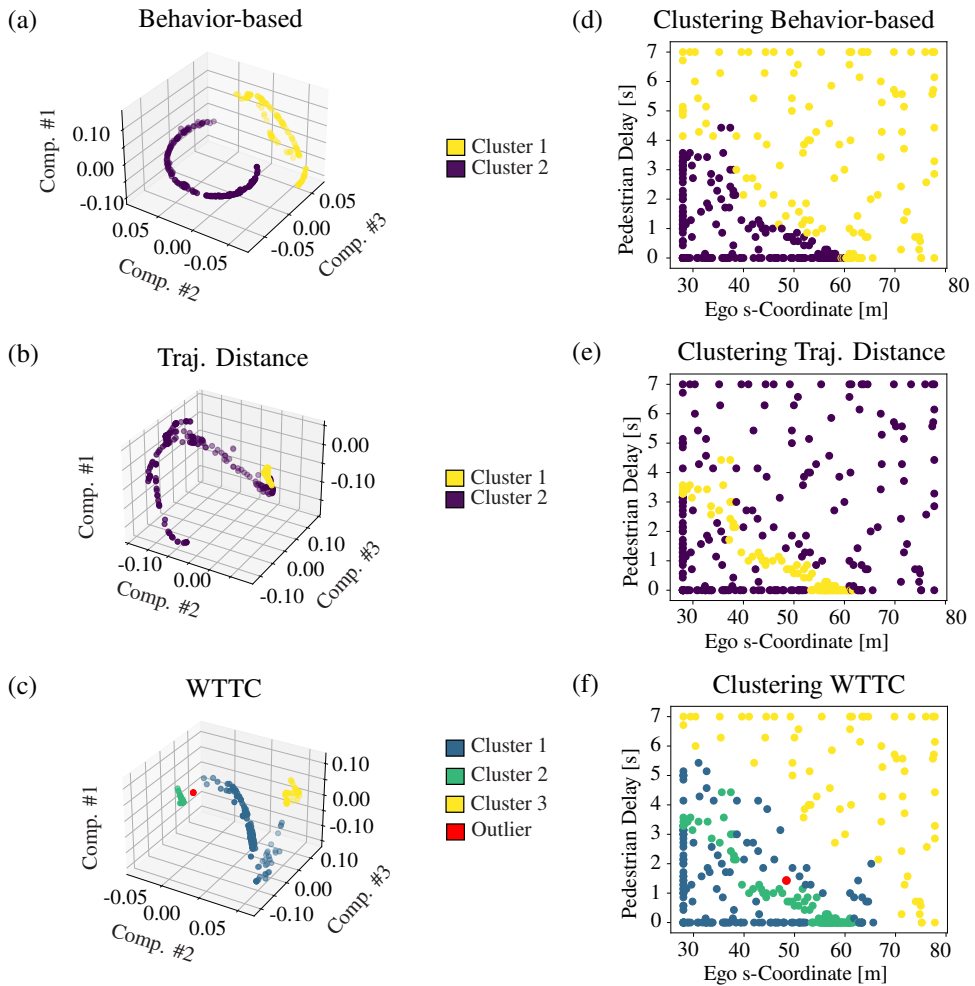 (a)
Behavior-based
Comp. #1
0.10
0.00
-0.10
0.05
0.00
-0.05
Comp. #2
-0.05
0.00
0.05
Comp. #3
Cluster 1
Cluster 2
(d)
Clustering Behavior-based
Pedestrian Delay [s]
7
6
5
4
3
2
1
0
30 40 50 60 70 80
Ego s-Coordinate [m]
(b)
Traj. Distance
Comp. #1
0.00
-0.10
-0.10
0.00
Comp. #2
-0.10
0.00
0.10
Comp. #3
Cluster 1
Cluster 2
(e)
Clustering Traj. Distance
Pedestrian Delay [s]
7
6
5
4
3
2
1
0
30 40 50 60 70 80
Ego s-Coordinate [m]
(c)
WTTC
Comp. #1
0.10
0.00
-0.10
-0.05
0.00
0.05
Comp. #2
-0.10
0.00
0.10
Comp. #3
Cluster 1
Cluster 2
Cluster 3
Outlier
(f)
Clustering WTTC
Pedestrian Delay [s]
7
6
5
4
3
2
1
0
30 40 50 60 70 80
Ego s-Coordinate [m]